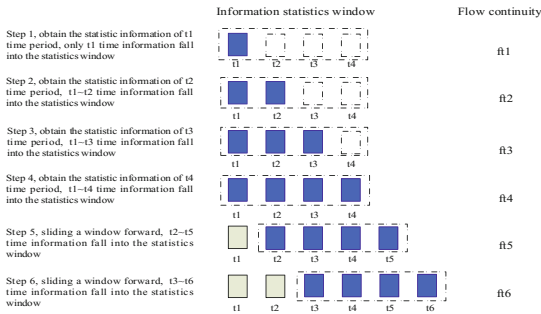 Information statistics window Flow continuity
Step 1, obtain the statistic information of t1
time period, only t1 time information fall
into the statistics window
t1 t2 t3 t4
ft1
Step 2, obtain the statistic information of t2
time period, t1~t2 time information fall
into the statistics window
t1 t2 t3 t4
ft2
Step 3, obtain the statistic information of t3
time period, t1~t3 time information fall
into the statistics window
t1 t2 t3 t4
ft3
Step 4, obtain the statistic information of t4
time period, t1~t4 time information fall
into the statistics window
t1 t2 t3 t4
ft4
Step 5, sliding a window forward, t2~t5
time information fall into the statistics
window
t1 t2 t3 t4 t5
ft5
Step 6, sliding a window forward, t3~t6
time information fall into the statistics
window
t1 t2 t3 t4 t5 t6
ft6